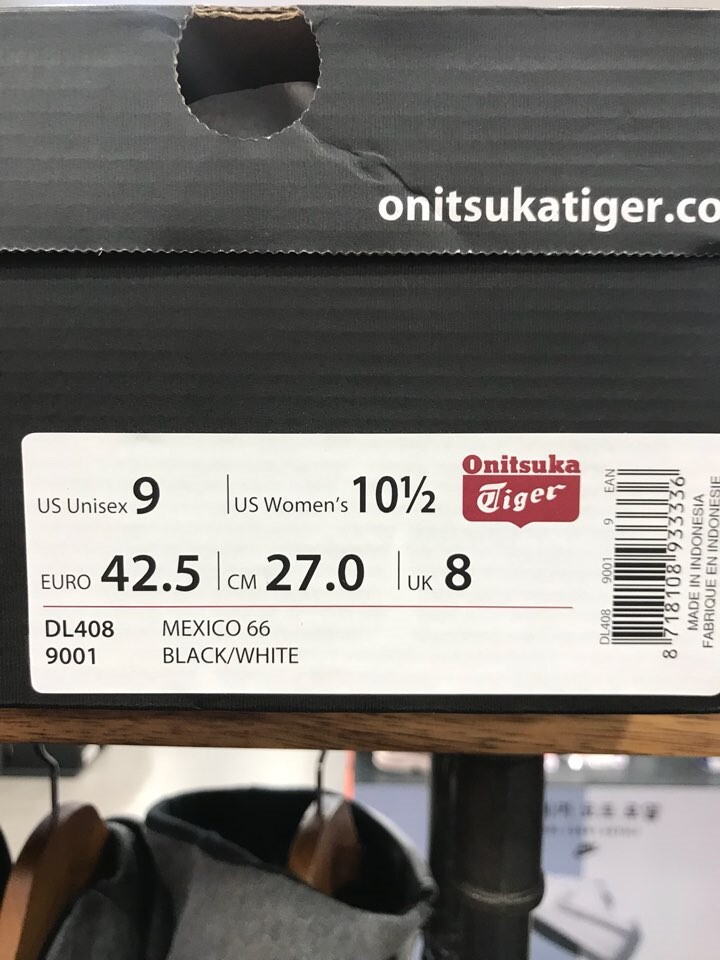 onitsukatiger.co
US Unisex 9
US Women's 10½
Onitsuka
Tiger
EURO 42.5
CM 27.0
UK 8
DL408 MEXICO 66
9001 BLACK/WHITE
DL408 9001 9 EAN
8 718108 933336
MADE IN INDONESIA
FABRIQUE EN INDONESIE